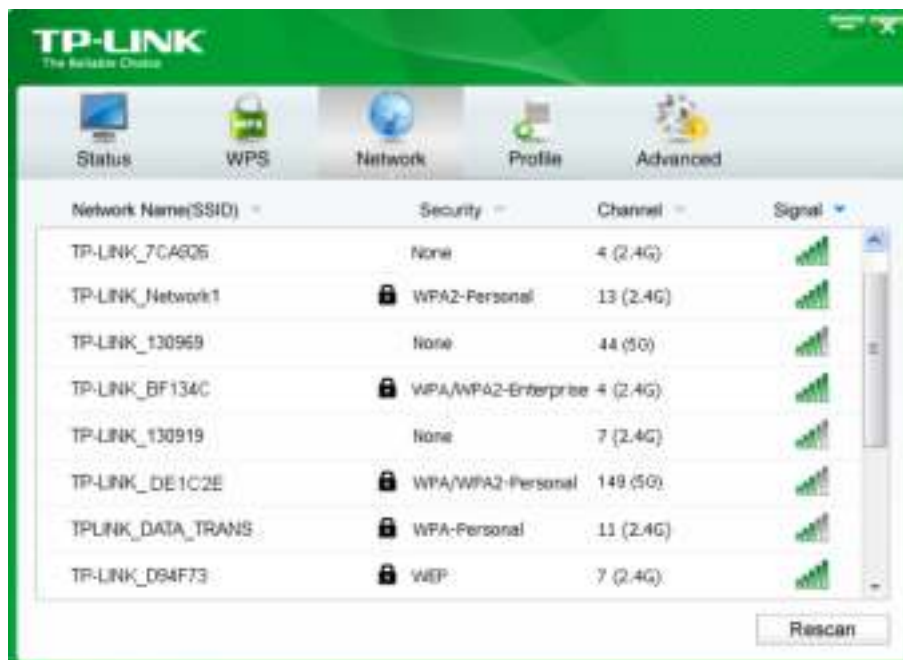 TP-LINK
The Reliable Choice
Status WPS Network Profile Advanced
Network Name(SSID) Security Channel Signal
TP-LINK_7CA926 None 4 (2.4G)
TP-LINK_Network1 WPA2-Personal 13 (2.4G)
TP-LINK_130969 None 44 (5G)
TP-LINK_BF134C WPA/WPA2-Enterprise 4 (2.4G)
TP-LINK_130919 None 7 (2.4G)
TP-LINK_DE1C2E WPA/WPA2-Personal 149 (5G)
TPLINK_DATA_TRANS WPA-Personal 11 (2.4G)
TP-LINK_D94F73 WEP 7 (2.4G)
Rescan